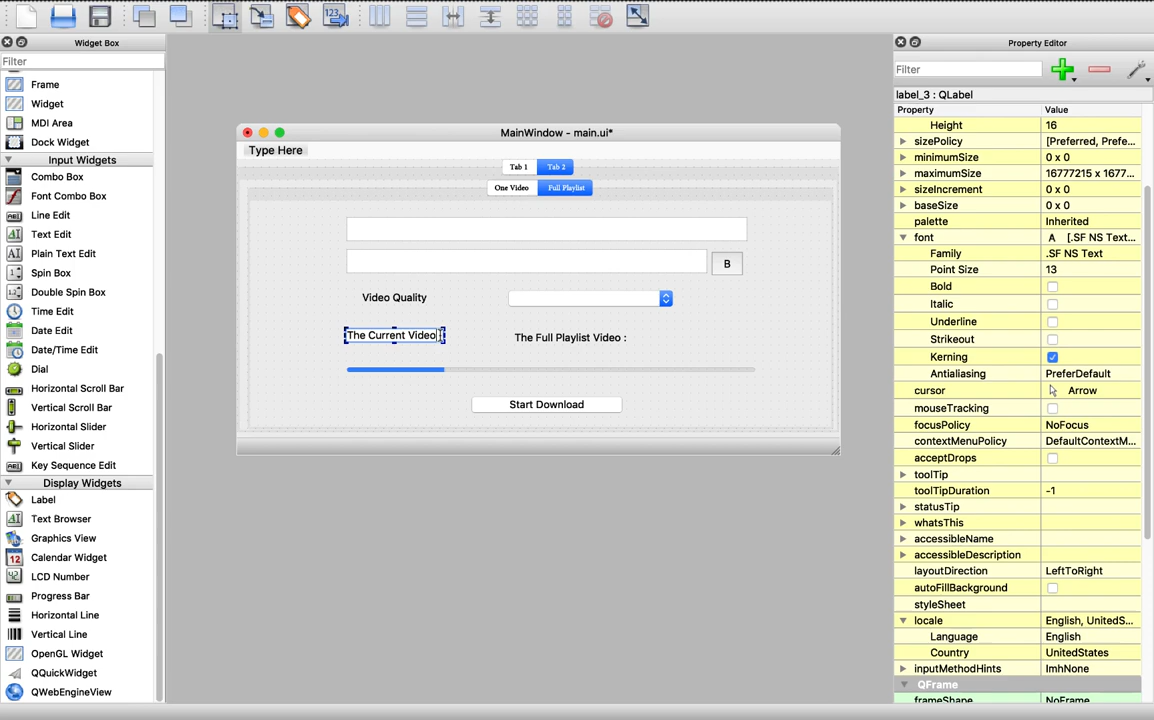 123
Widget Box
Property Editor
Filter
Filter
Frame
Widget
MDI Area
Dock Widget
Input Widgets
Combo Box
Font Combo Box
Line Edit
Text Edit
Plain Text Edit
Spin Box
Double Spin Box
Time Edit
Date Edit
Date/Time Edit
Dial
Horizontal Scroll Bar
Vertical Scroll Bar
Horizontal Slider
Vertical Slider
Key Sequence Edit
Display Widgets
Label
Text Browser
Graphics View
Calendar Widget
LCD Number
Progress Bar
Horizontal Line
Vertical Line
OpenGL Widget
QQuickWidget
QWebEngineView
MainWindow - main.ui*
Type Here
Tab 1 Tab 2
One Video Full Playlist
B
Video Quality
The Current Video
The Full Playlist Video :
Start Download
label_3 : QLabel
Property Value
Height 16
sizePolicy [Preferred, Prefe...
minimumSize 0 x 0
maximumSize 16777215 x 1677...
sizeIncrement 0 x 0
baseSize 0 x 0
palette Inherited
font A [.SF NS Text...
Family .SF NS Text
Point Size 13
Bold
Italic
Underline
Strikeout
Kerning
Antialiasing PreferDefault
cursor Arrow
mouseTracking
focusPolicy NoFocus
contextMenuPolicy DefaultContextM...
acceptDrops
toolTip
toolTipDuration -1
statusTip
whatsThis
accessibleName
accessibleDescription
layoutDirection LeftToRight
autoFillBackground
styleSheet
locale English, UnitedS...
Language English
Country UnitedStates
inputMethodHints ImhNone
QFrame
frameShape NoFrame